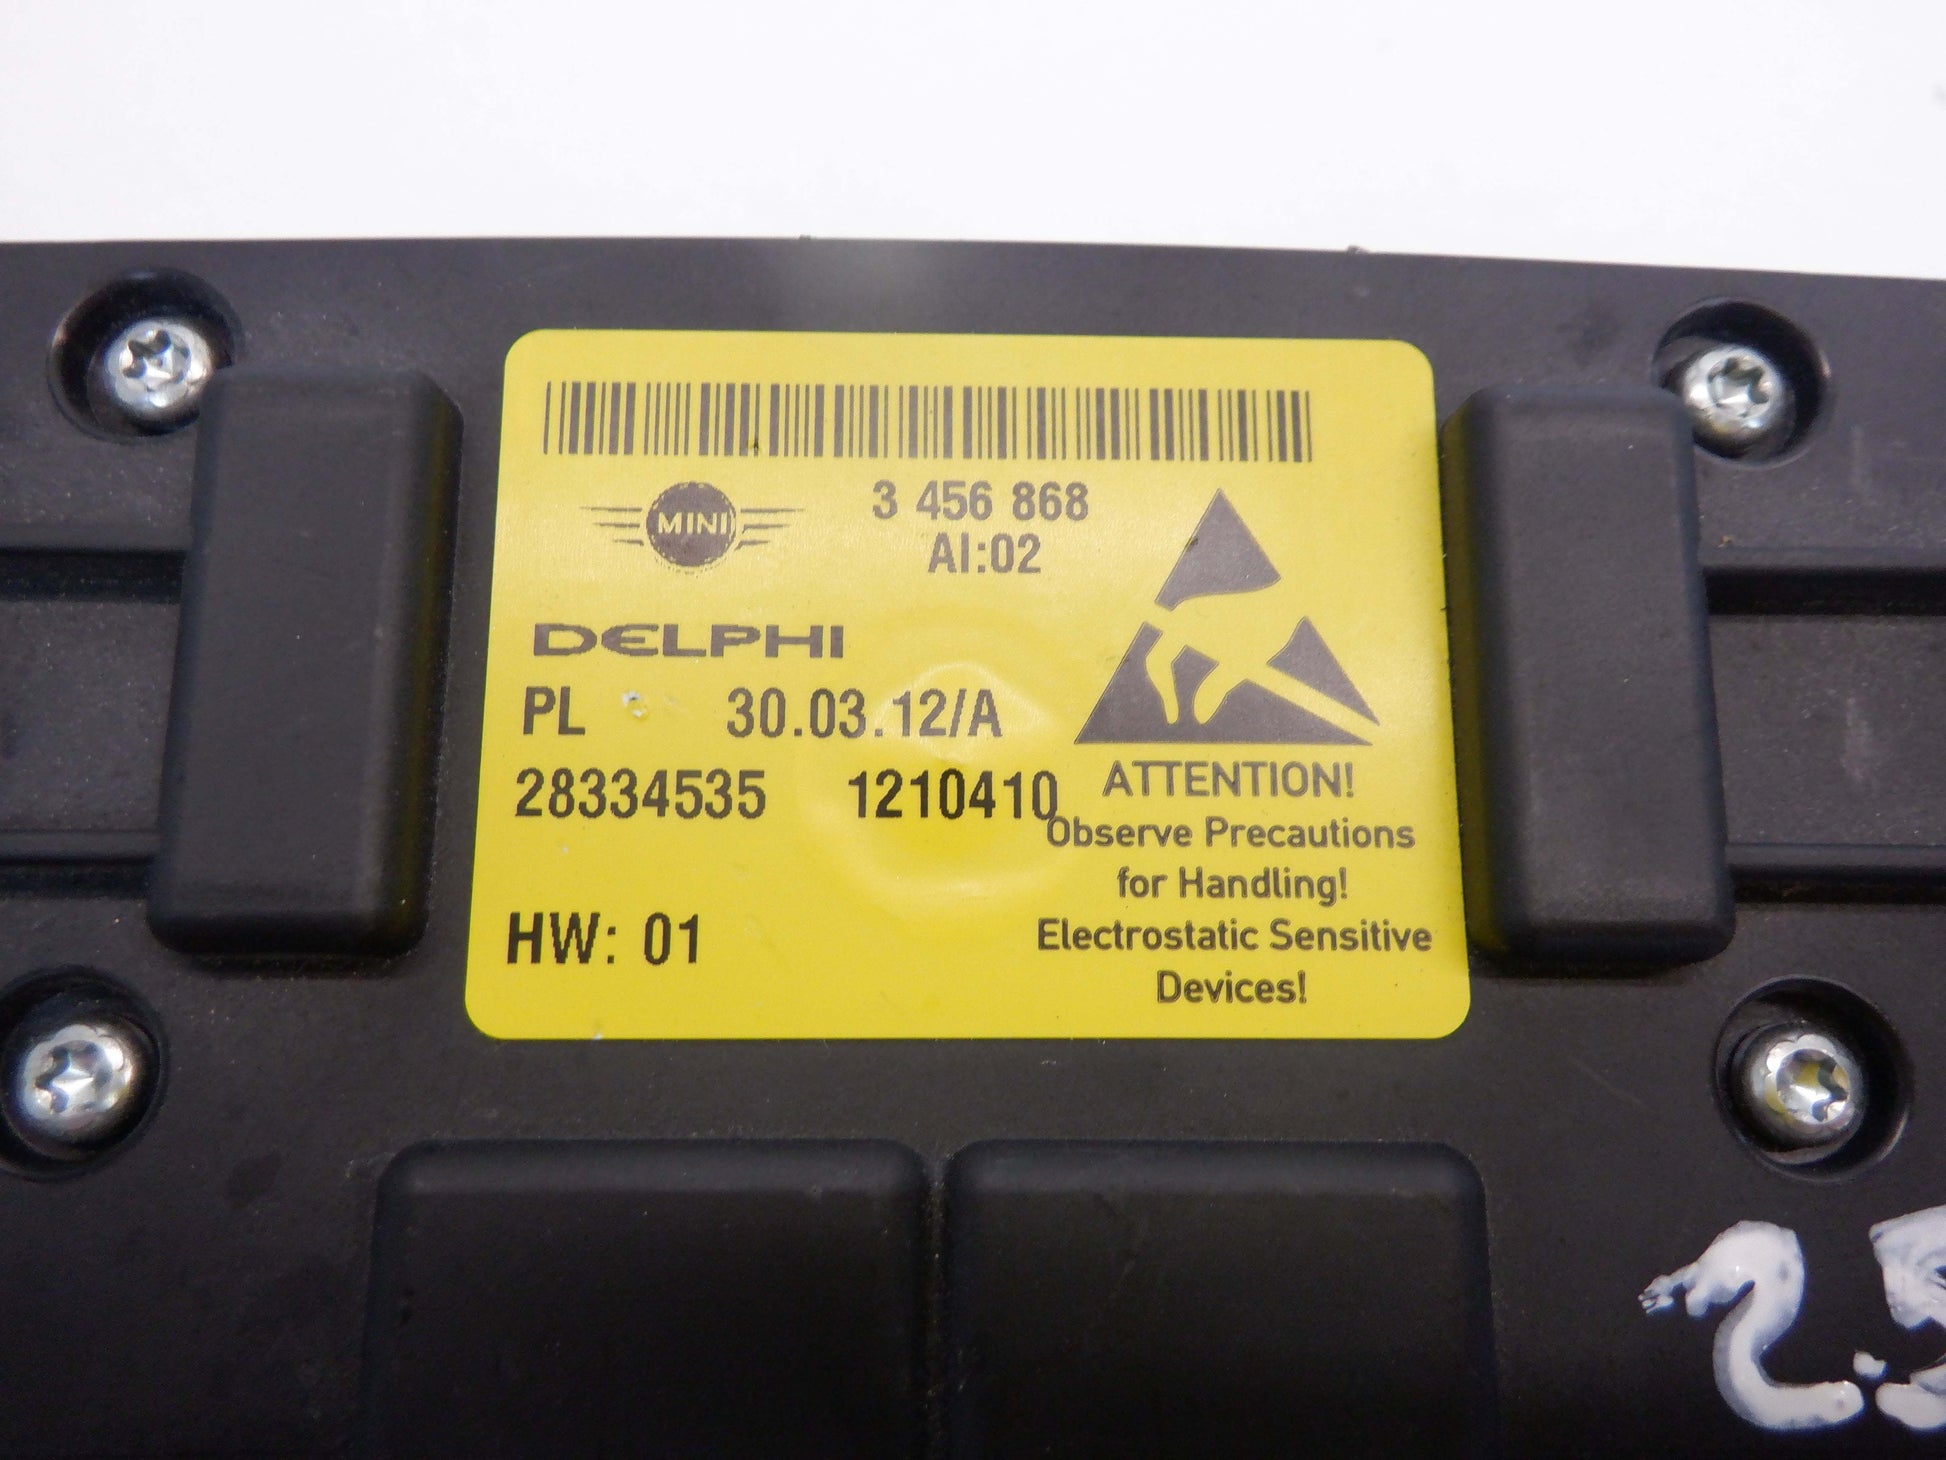 MINI
3 456 868
AI:02
DELPHI
PL 30.03.12/A
28334535 1210410
HW: 01
ATTENTION!
Observe Precautions
for Handling!
Electrostatic Sensitive
Devices!